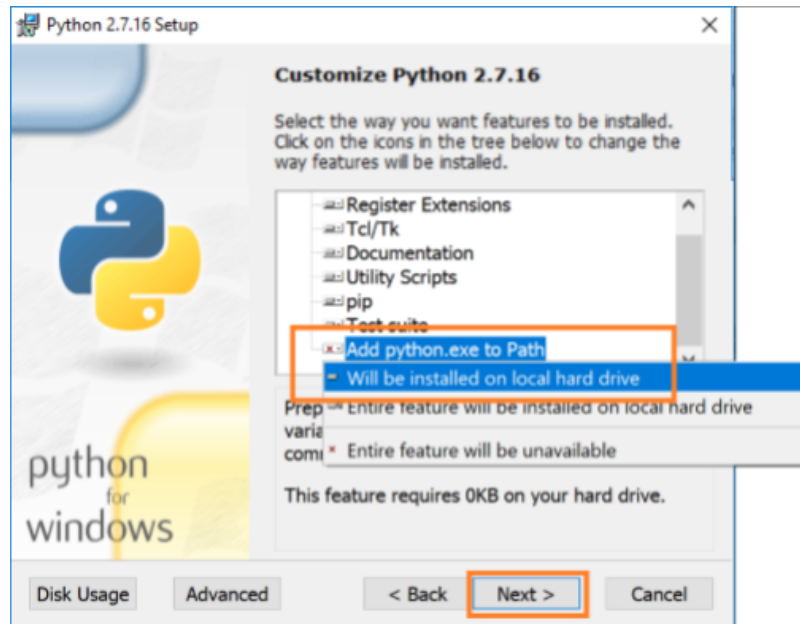 Python 2.7.16 Setup
Customize Python 2.7.16
Select the way you want features to be installed.
Click on the icons in the tree below to change the
way features will be installed.
Register Extensions
Tcl/Tk
Documentation
Utility Scripts
pip
Test suite
Add python.exe to Path
Will be installed on local hard drive
Prep
Entire feature will be installed on local hard drive
varia
com
Entire feature will be unavailable
This feature requires 0KB on your hard drive.
python
for
windows
Disk Usage
Advanced
< Back
Next >
Cancel